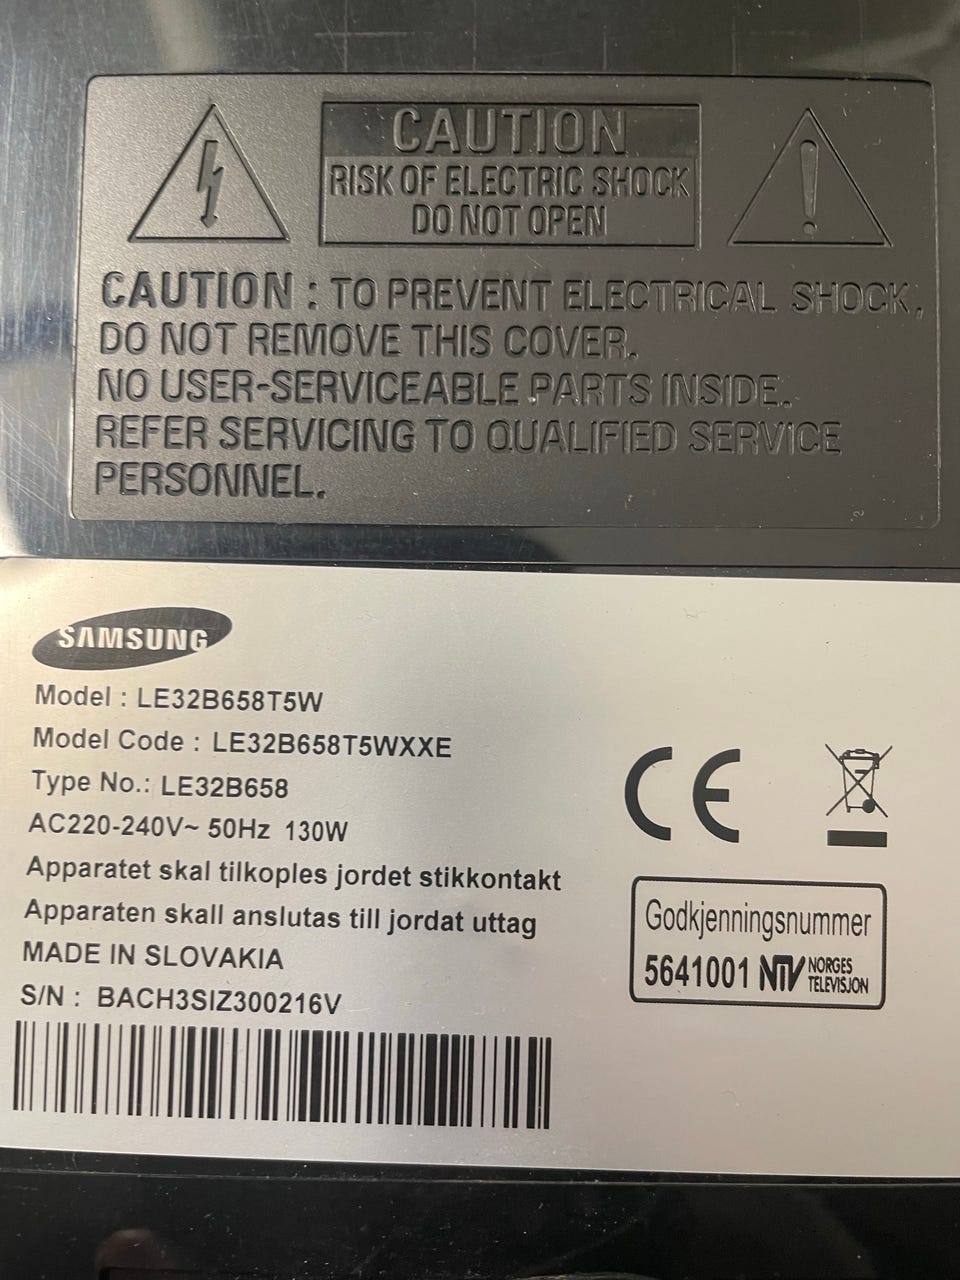 CAUTION
RISK OF ELECTRIC SHOCK
DO NOT OPEN
CAUTION : TO PREVENT ELECTRICAL SHOCK,
DO NOT REMOVE THIS COVER.
NO USER-SERVICEABLE PARTS INSIDE.
REFER SERVICING TO QUALIFIED SERVICE
PERSONNEL.
SAMSUNG
Model : LE32B658T5W
Model Code : LE32B658T5WXXE
Type No.: LE32B658
AC220-240V~ 50Hz 130W
Apparatet skal tilkoples jordet stikkontakt
Apparaten skall anslutas till jordat uttag
MADE IN SLOVAKIA
S/N : BACH3SIZ300216V
CE
Godkjenningsnummer
5641001 NTV NORGES
TELEVISJON